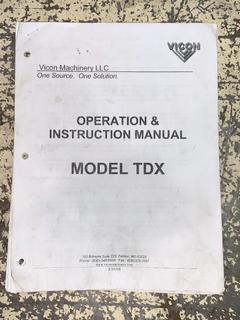 VICON
Vicon Machinery LLC
One Source. One Solution.
OPERATION &
INSTRUCTION MANUAL
MODEL TDX